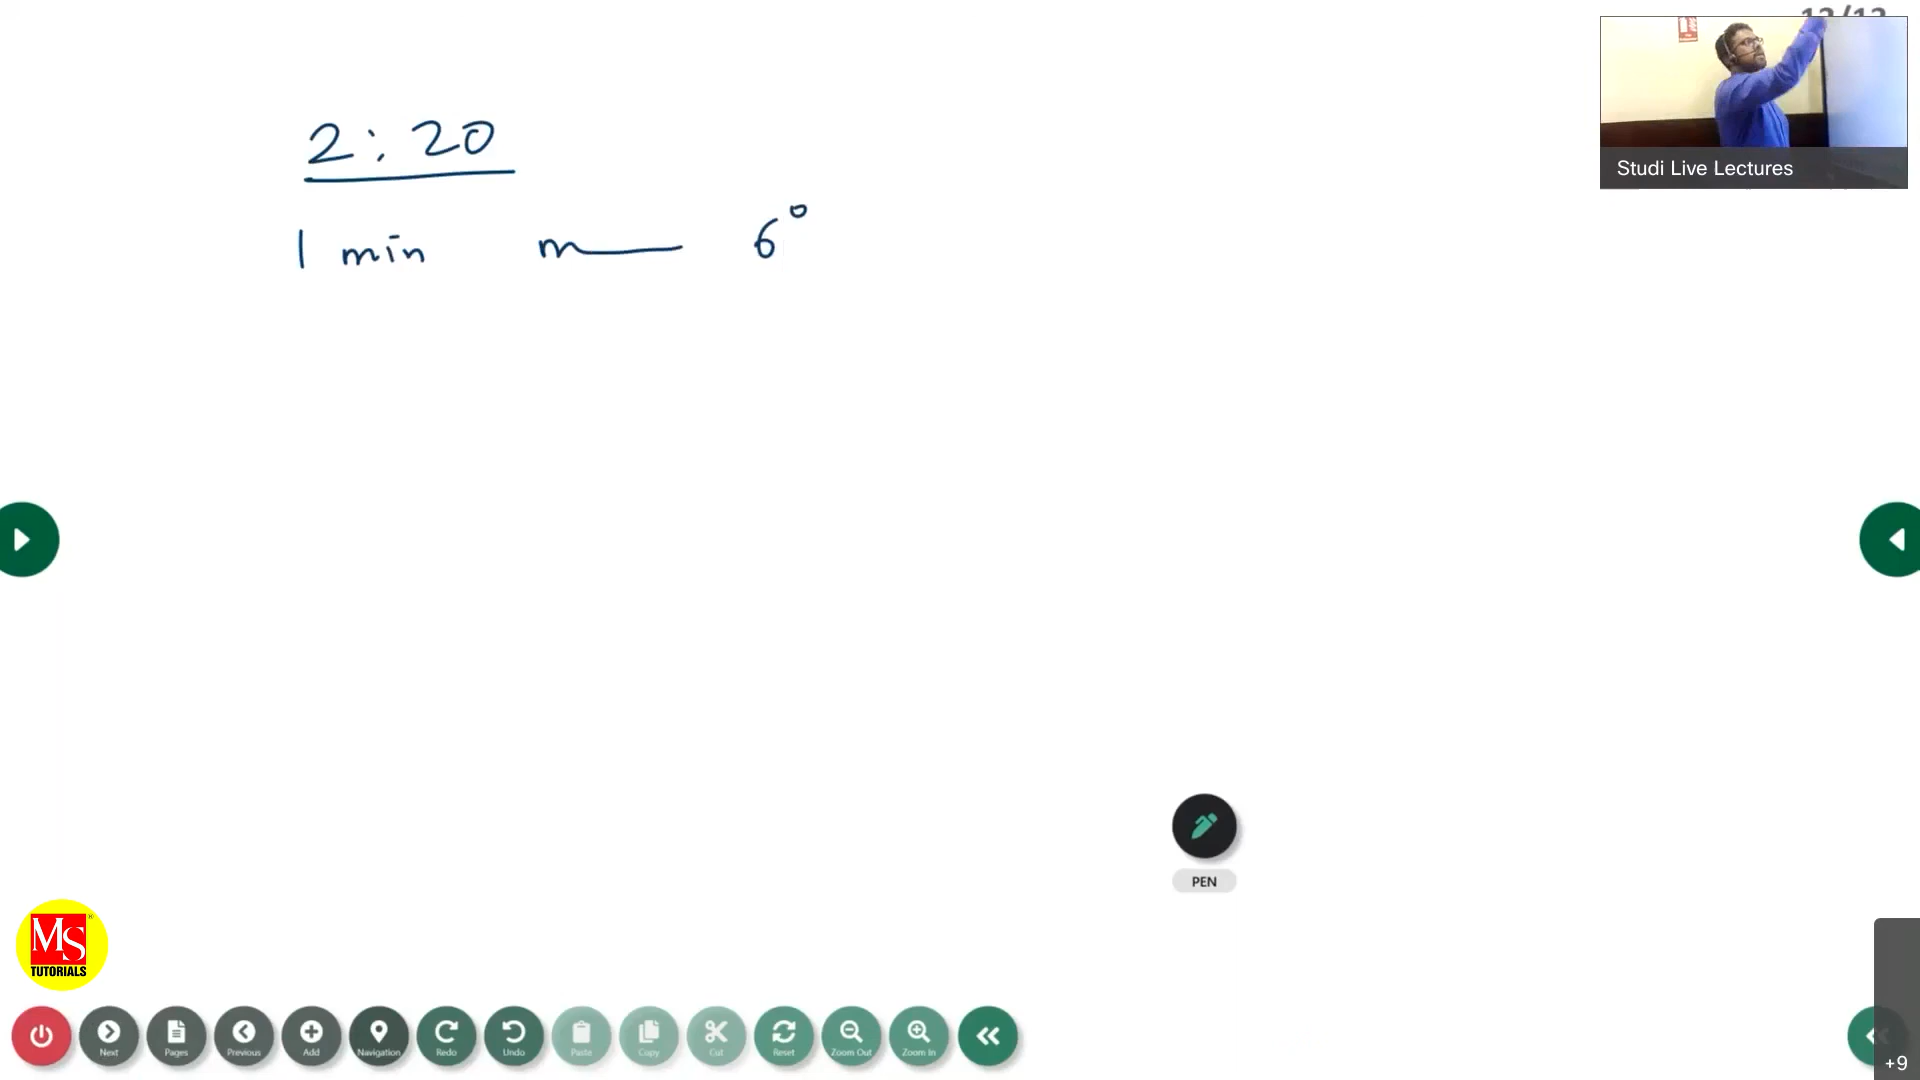 2 : 20
1 min m—— 6°
Studi Live Lectures
PEN
MS
TUTORIALS
Next Pages Previous Add Navigation Redo Undo Paste Copy Cut Reset Zoom Out Zoom In
+9